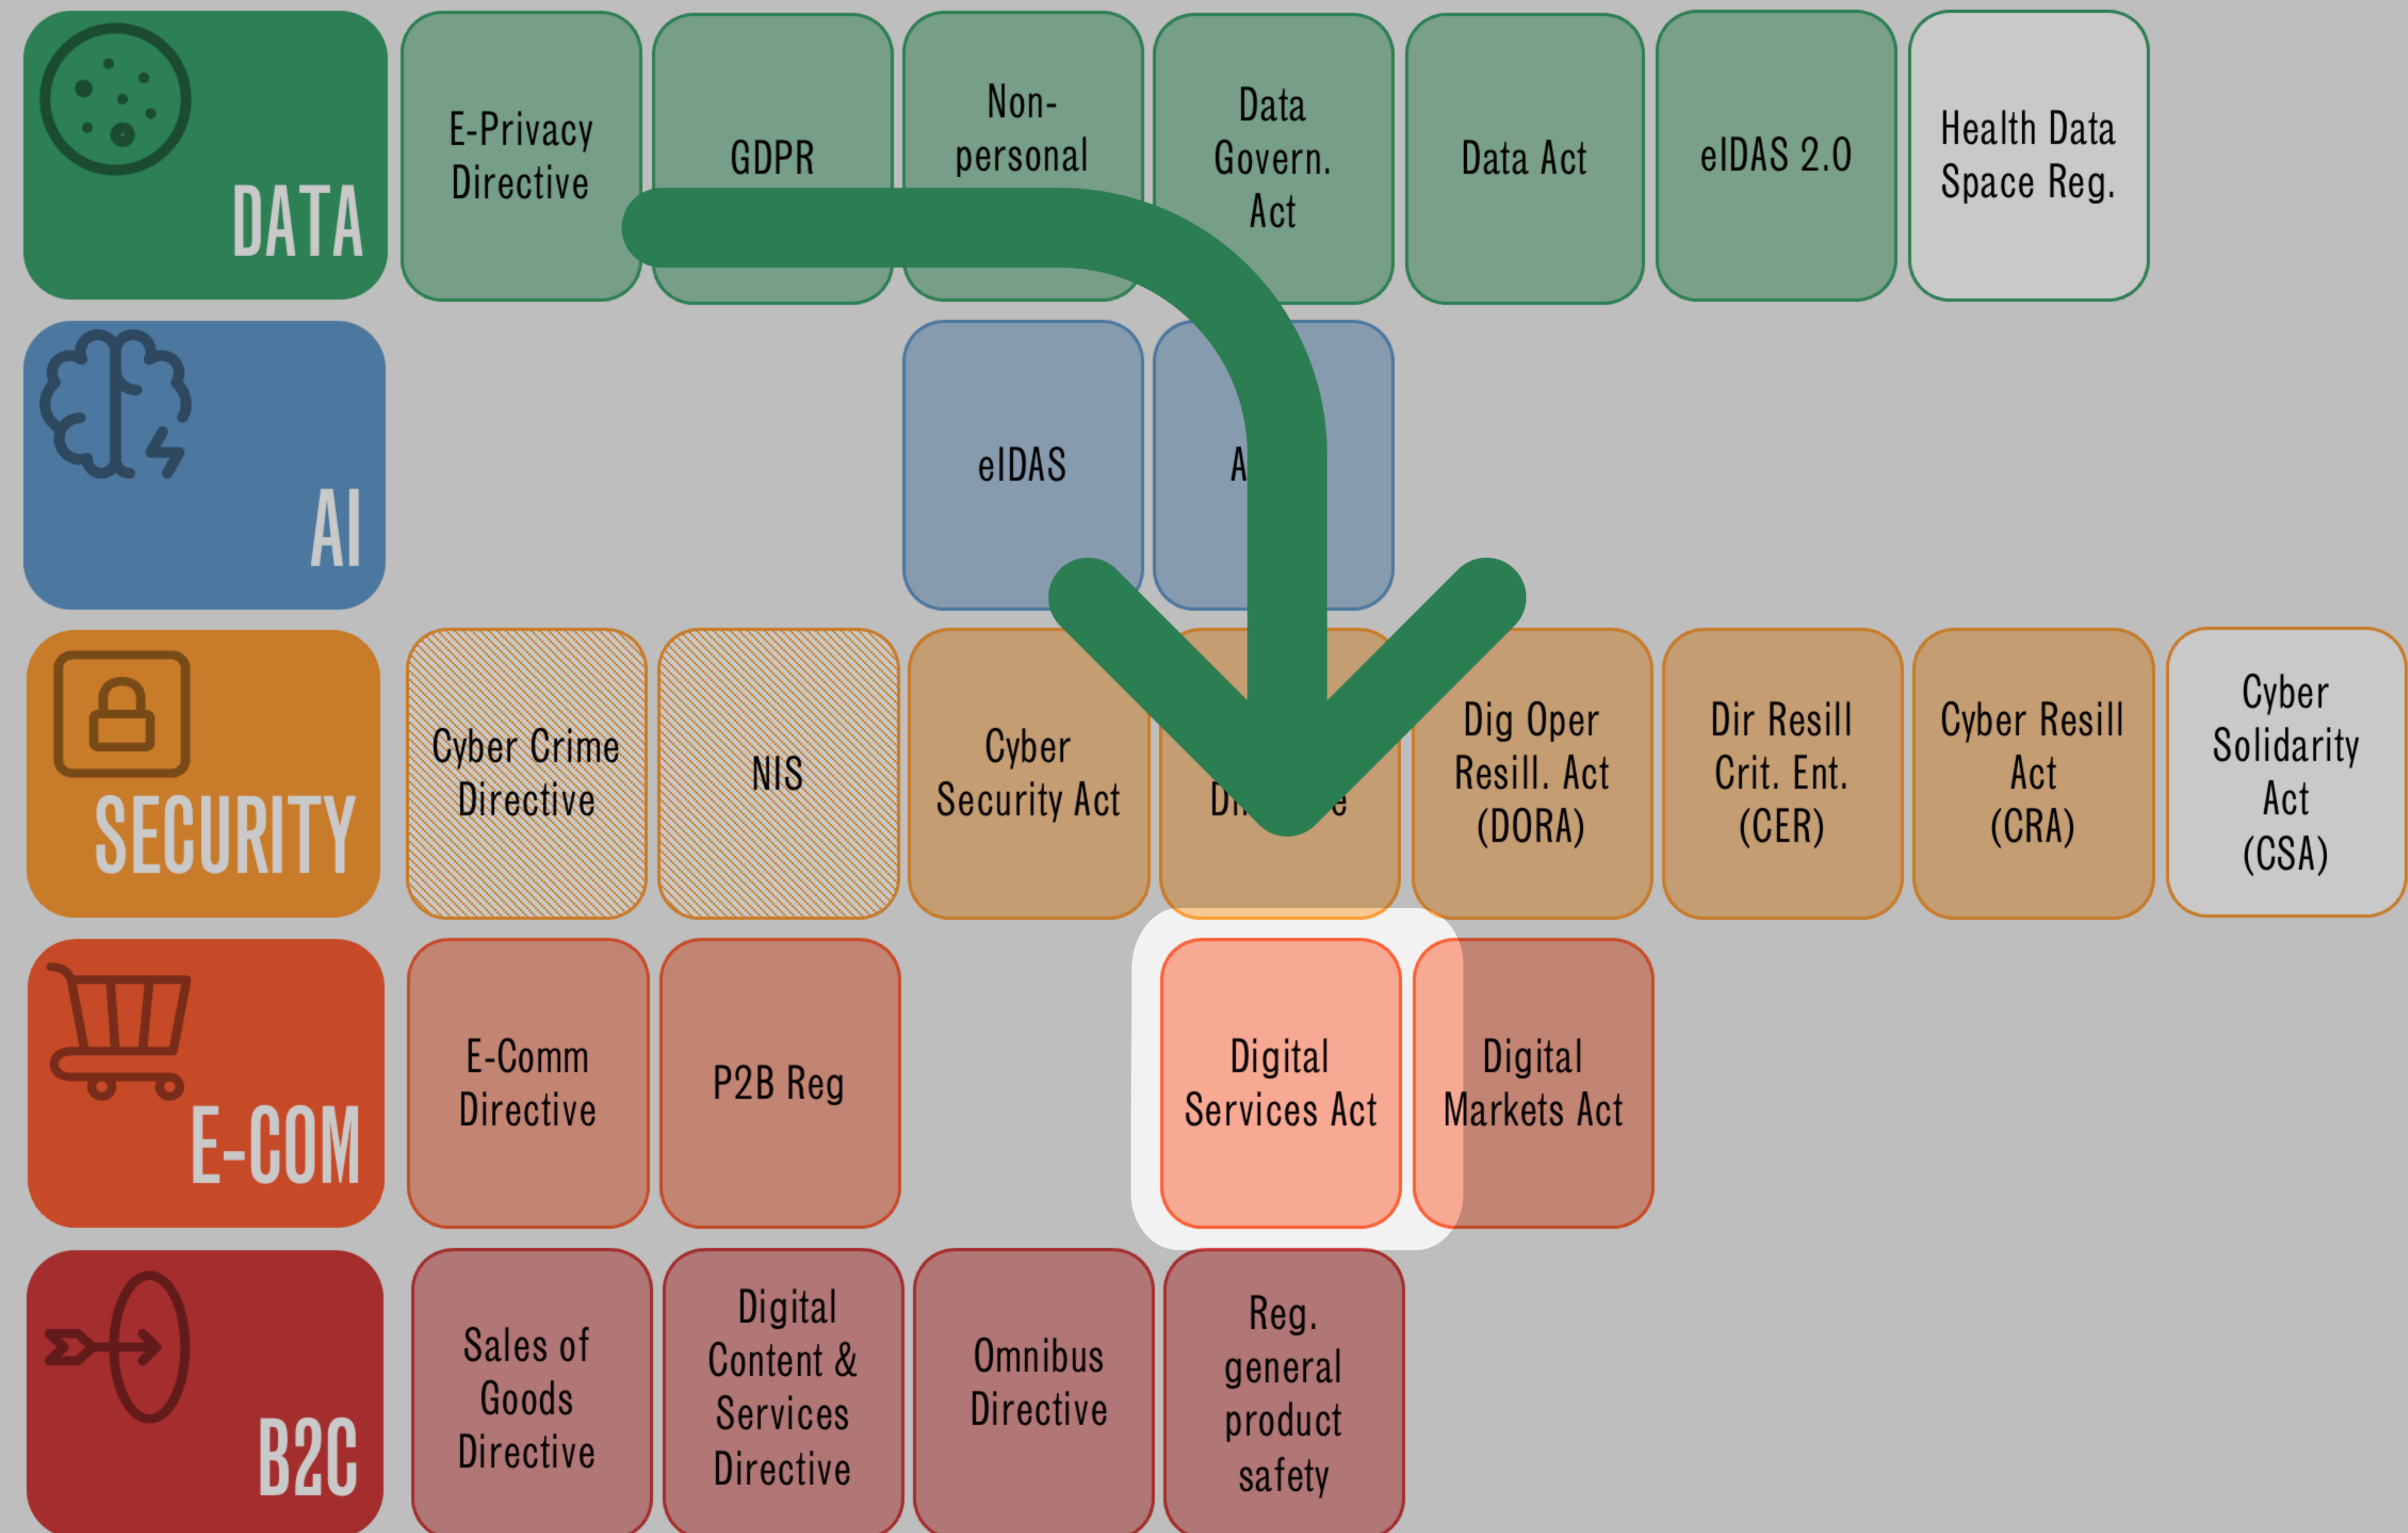 DATA
E-Privacy
Directive
GDPR
Non-
personal
Data
Govern.
Act
Data Act
eIDAS 2.0
Health Data
Space Reg.
AI
eIDAS
SECURITY
Cyber Crime
Directive
NIS
Cyber
Security Act
Dig Oper
Resill. Act
(DORA)
Dir Resill
Crit. Ent.
(CER)
Cyber Resill
Act
(CRA)
Cyber
Solidarity
Act
(CSA)
E-COM
E-Comm
Directive
P2B Reg
Digital
Services Act
Digital
Markets Act
B2C
Sales of
Goods
Directive
Digital
Content &
Services
Directive
Omnibus
Directive
Reg.
general
product
safety